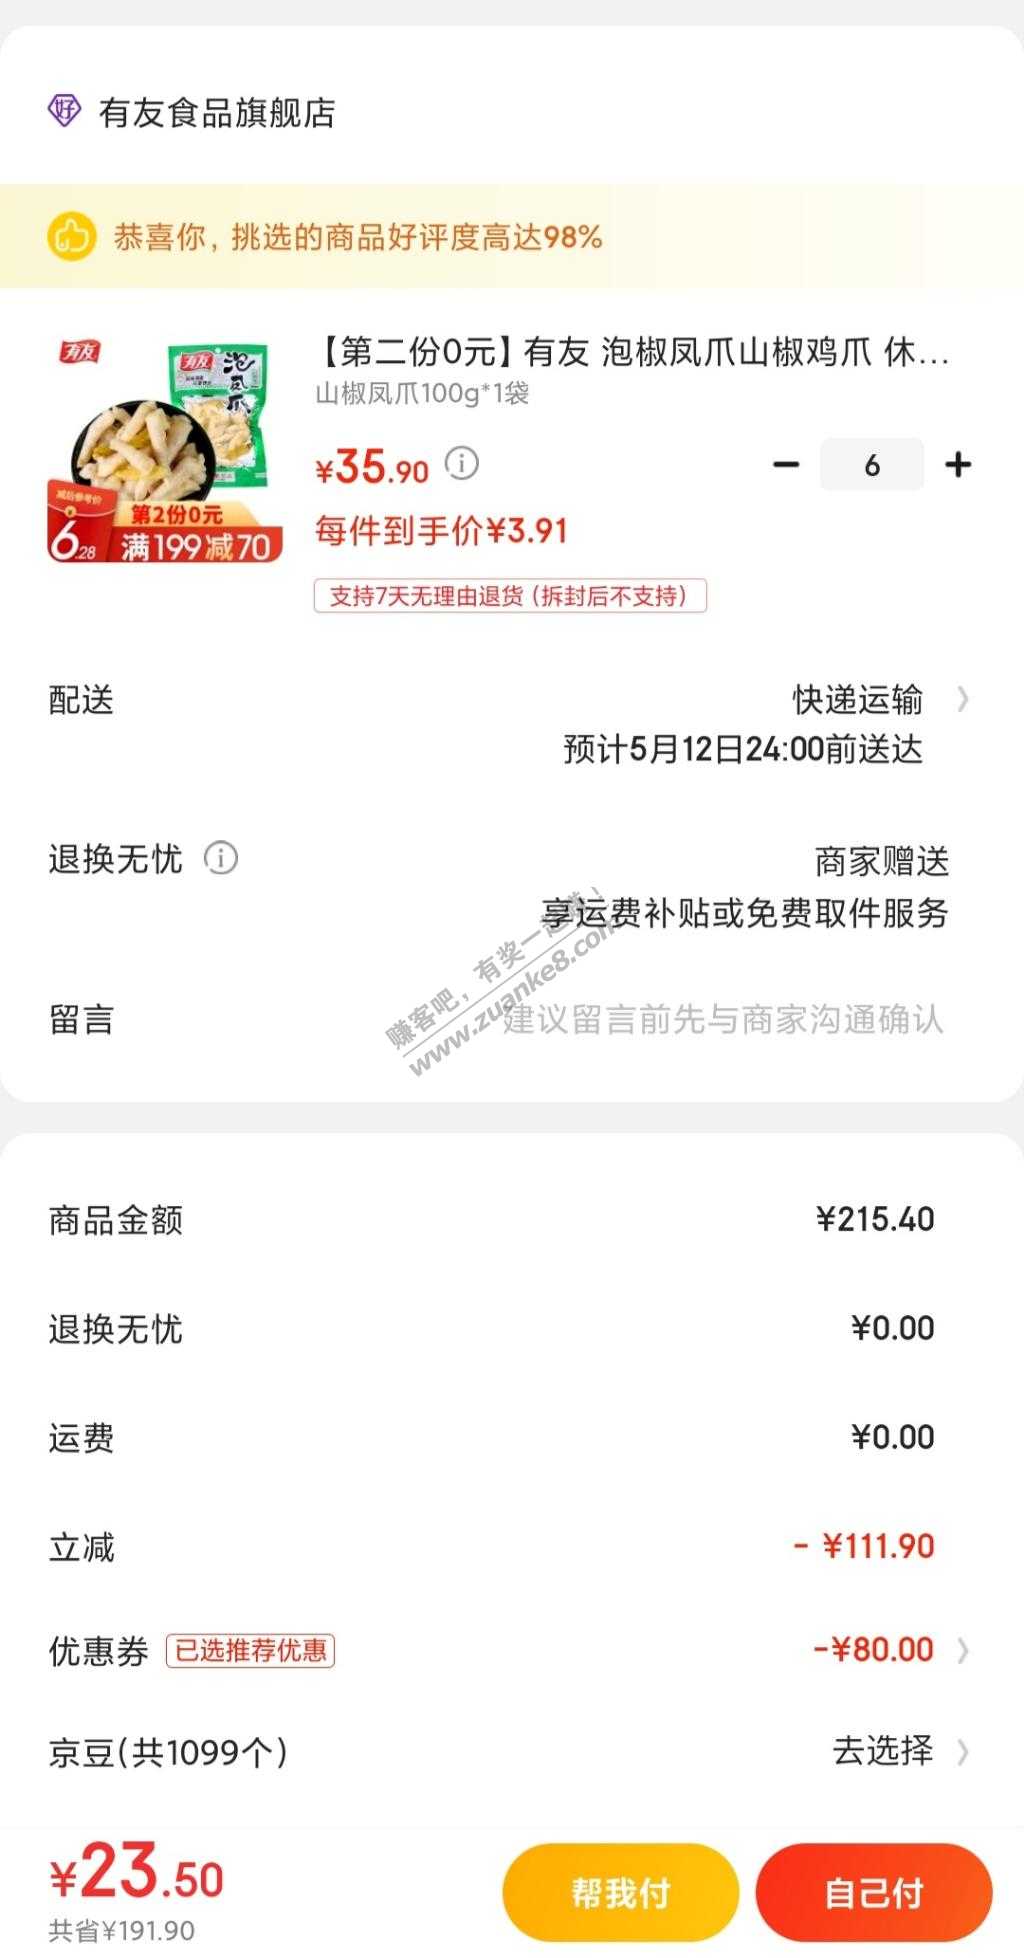 好 有友食品旗舰店
恭喜你，挑选的商品好评度高达98%
有友
有友
泡凤爪
减后参考价
¥
6.28
第2份0元
满199减70
【第二份0元】有友 泡椒凤爪山椒鸡爪 休...
山椒凤爪100g*1袋
¥35.90
6
每件到手价¥3.91
支持7天无理由退货（拆封后不支持）
配送 快递运输
预计5月12日24:00前送达
退换无忧 商家赠送
享运费补贴或免费取件服务
赚客吧，有奖一起赚！
www.zuanke8.com
留言 建议留言前先与商家沟通确认
商品金额 ¥215.40
退换无忧 ¥0.00
运费 ¥0.00
立减 - ¥111.90
优惠券 已选推荐优惠 -¥80.00
京豆(共1099个) 去选择
¥23.50
共省¥191.90
帮我付
自己付